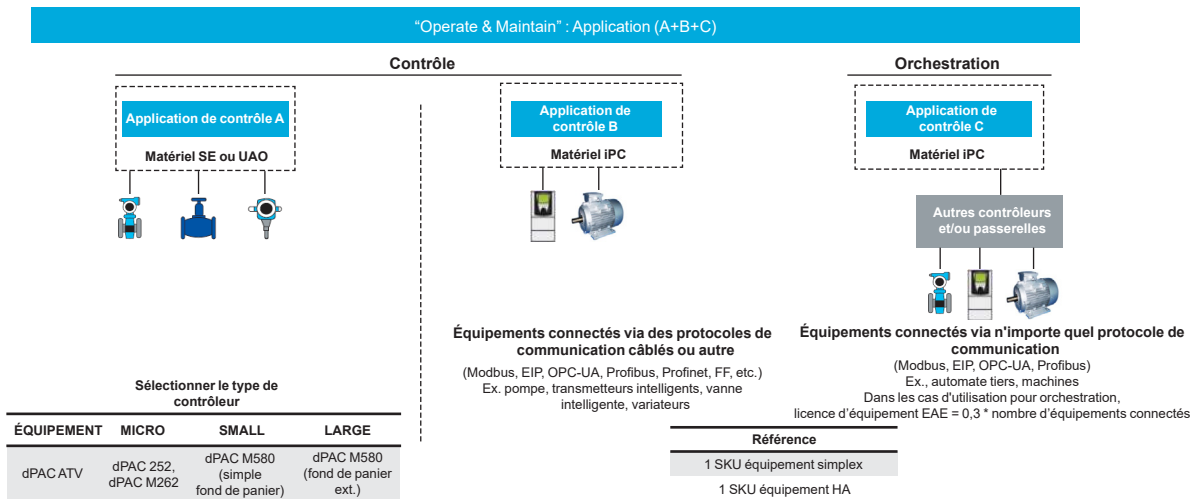 “Operate & Maintain” : Application (A+B+C)
Contrôle
Orchestration
Application de contrôle A
Matériel SE ou UAO
Application de
contrôle B
Matériel iPC
Application de
contrôle C
Matériel iPC
Autres contrôleurs
et/ou passerelles
Équipements connectés via des protocoles de
communication câblés ou autre
(Modbus, EIP, OPC-UA, Profibus, Profinet, FF, etc.)
Ex. pompe, transmetteurs intelligents, vanne
intelligente, variateurs
Équipements connectés via n'importe quel protocole de
communication
(Modbus, EIP, OPC-UA, Profibus)
Ex., automate tiers, machines
Dans les cas d'utilisation pour orchestration,
licence d’équipement EAE = 0,3 * nombre d’équipements connectés
Sélectionner le type de
contrôleur
ÉQUIPEMENT MICRO SMALL LARGE
dPAC ATV
dPAC 252,
dPAC M262
dPAC M580
(simple
fond de panier)
dPAC M580
(fond de panier
ext.)
Référence
1 SKU équipement simplex
1 SKU équipement HA